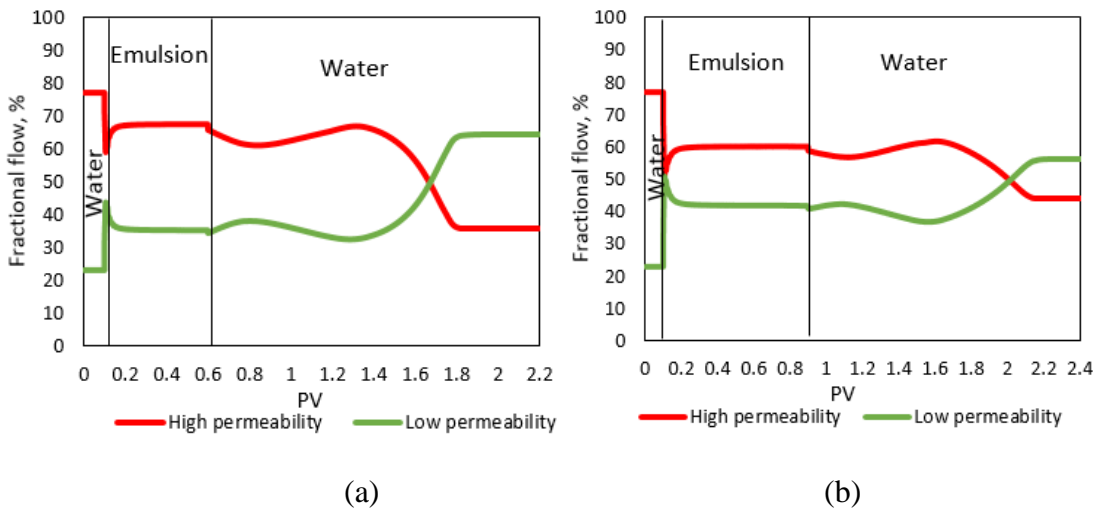 100
90
80
70
60
50
40
30
20
10
0
Fractional flow, %
Water
Emulsion
Water
0 0.2 0.4 0.6 0.8 1 1.2 1.4 1.6 1.8 2 2.2
PV
High permeability Low permeability
(a)
100
90
80
70
60
50
40
30
20
10
0
Fractional flow, %
Water
Emulsion
Water
0 0.2 0.4 0.6 0.8 1 1.2 1.4 1.6 1.8 2 2.2 2.4
PV
High permeability Low permeability
(b)